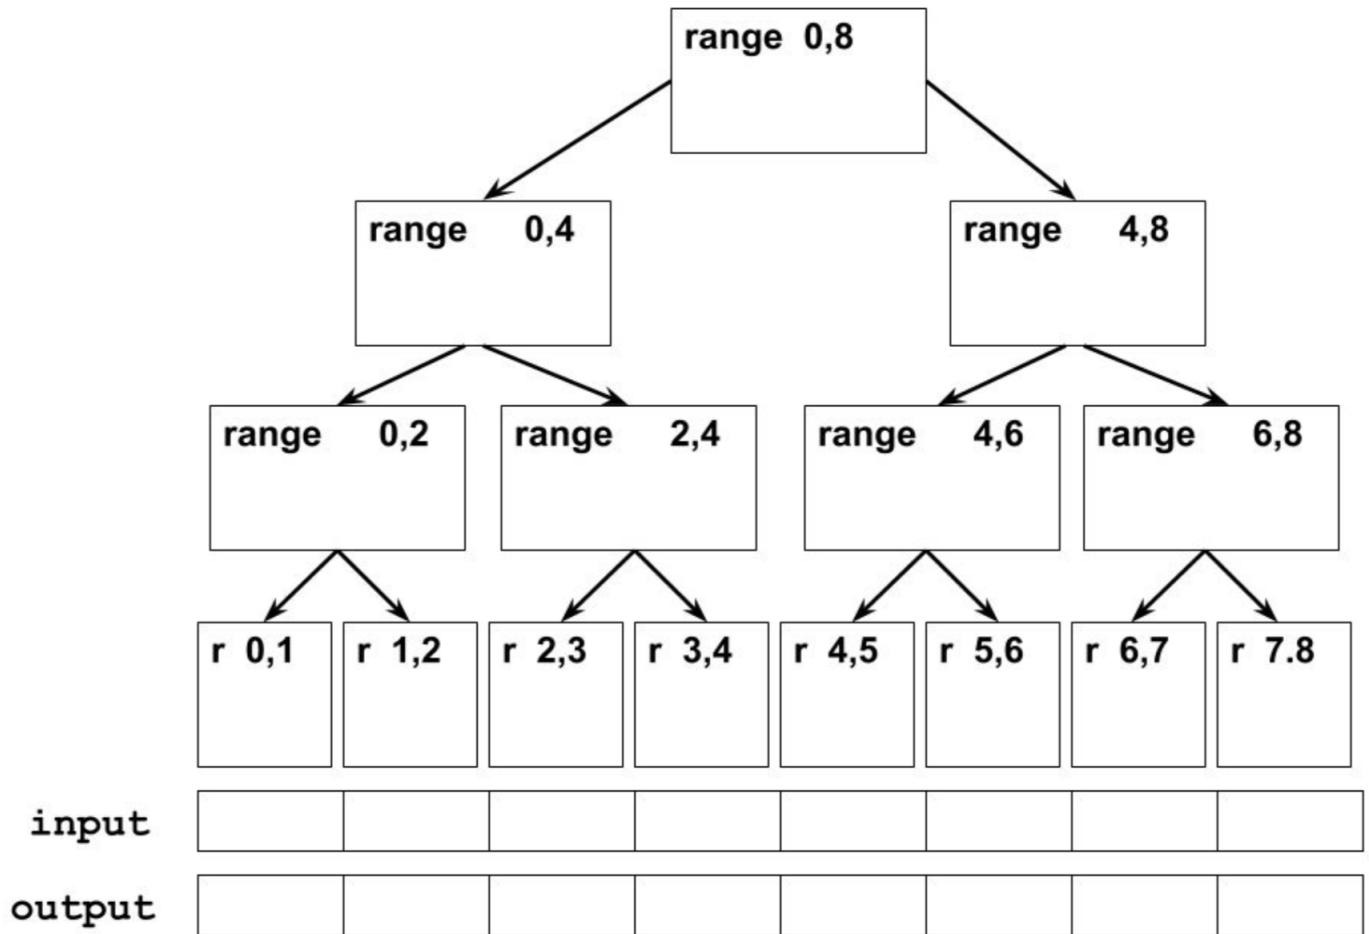 range 0,8
range 0,4
range 4,8
range 0,2
range 2,4
range 4,6
range 6,8
r 0,1
r 1,2
r 2,3
r 3,4
r 4,5
r 5,6
r 6,7
r 7.8
input
output